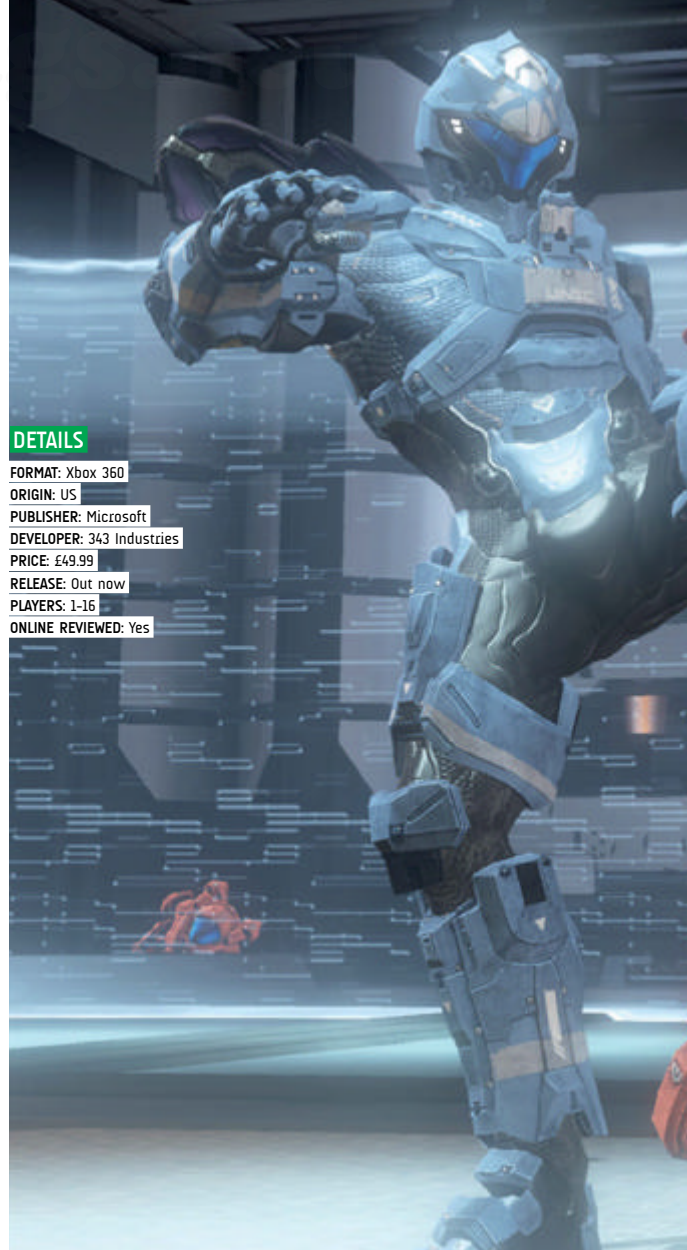 DETAILS
FORMAT: Xbox 360
ORIGIN: US
PUBLISHER: Microsoft
DEVELOPER: 343 Industries
PRICE: £49.99
RELEASE: Out now
PLAYERS: 1-16
ONLINE REVIEWED: Yes